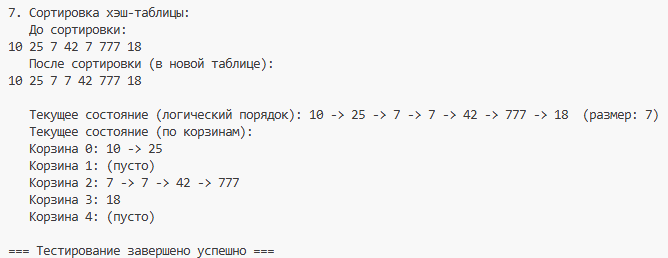 7. Сортировка хэш-таблицы:
До сортировки:
10 25 7 42 7 777 18
После сортировки (в новой таблице):
10 25 7 7 42 777 18
Текущее состояние (логический порядок): 10 -> 25 -> 7 -> 7 -> 42 -> 777 -> 18  (размер: 7)
Текущее состояние (по корзинам):
Корзина 0: 10 -> 25
Корзина 1: (пусто)
Корзина 2: 7 -> 7 -> 42 -> 777
Корзина 3: 18
Корзина 4: (пусто)
=== Тестирование завершено успешно ===